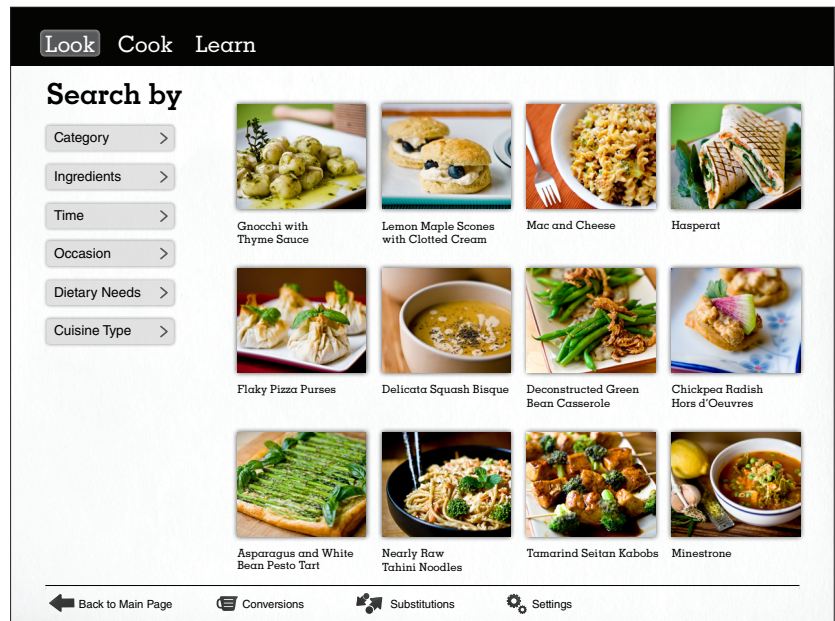 Look Cook Learn
Search by
Category
Ingredients
Time
Occasion
Dietary Needs
Cuisine Type
Gnocchi with
Thyme Sauce
Lemon Maple Scones
with Clotted Cream
Mac and Cheese
Hasperat
Flaky Pizza Purses
Delicata Squash Bisque
Deconstructed Green
Bean Casserole
Chickpea Radish
Hors d'Oeuvres
Asparagus and White
Bean Pesto Tart
Nearly Raw
Tahini Noodles
Tamarind Seitan Kabobs
Minestrone
Back to Main Page
Conversions
Substitutions
Settings